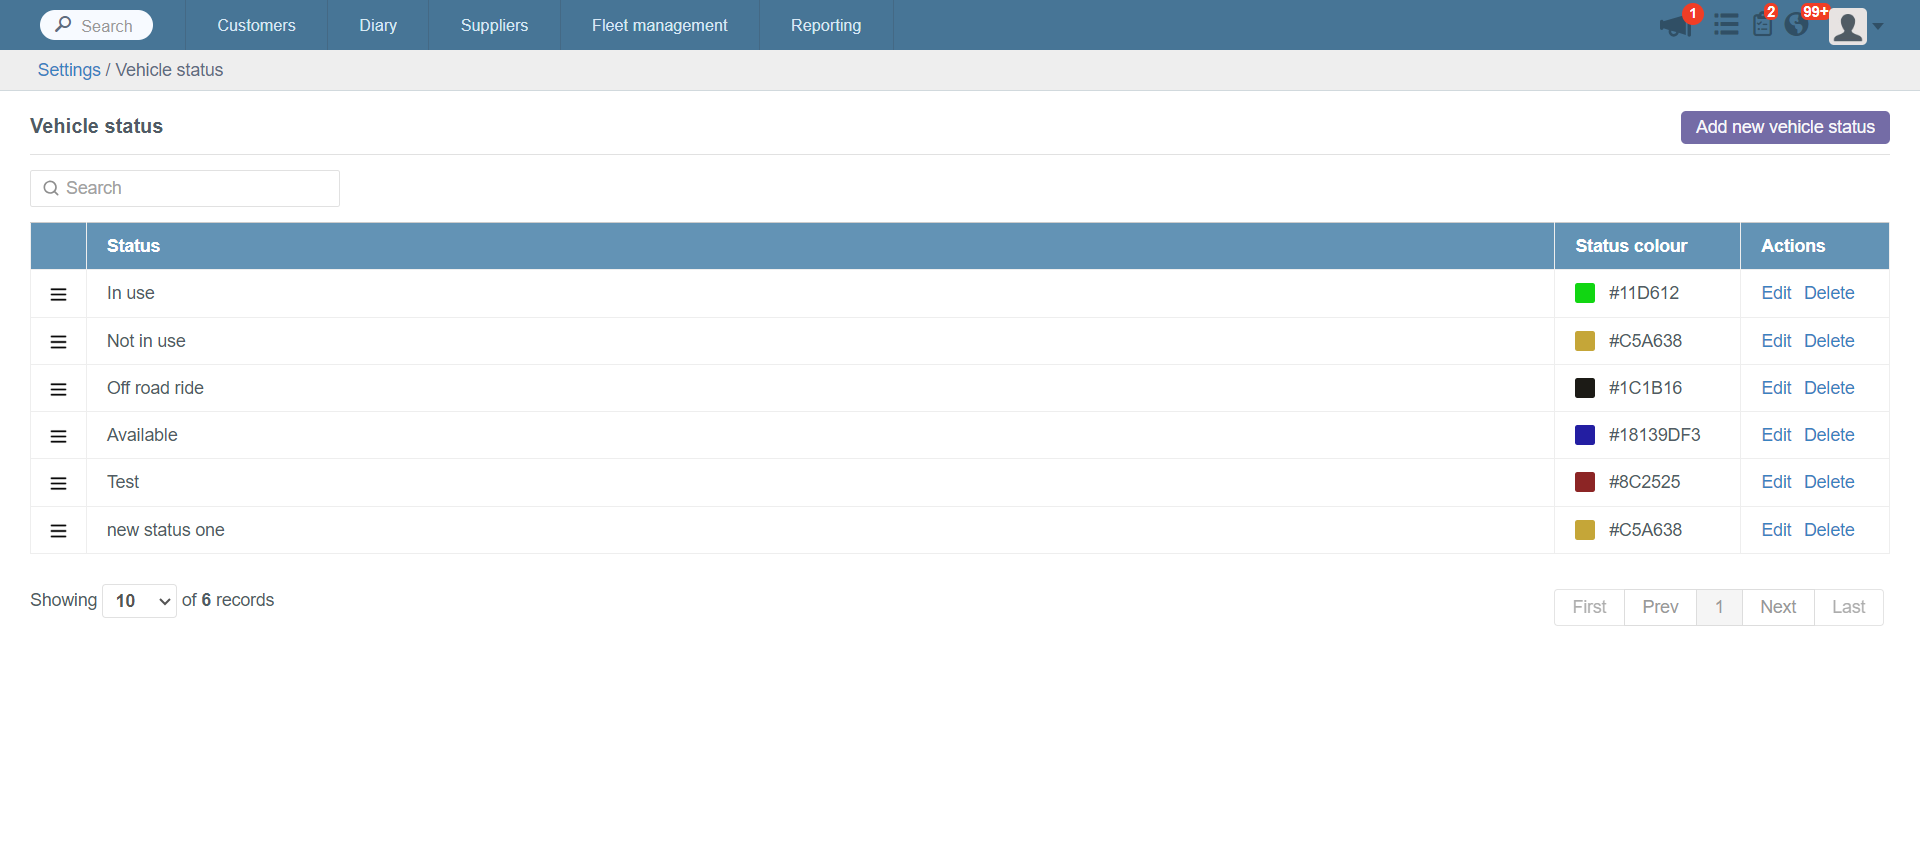 Search Customers Diary Suppliers Fleet management Reporting 1 2 99+
Settings / Vehicle status
Vehicle status Add new vehicle status
Search
Status Status colour Actions
In use #11D612 Edit Delete
Not in use #C5A638 Edit Delete
Off road ride #1C1B16 Edit Delete
Available #18139DF3 Edit Delete
Test #8C2525 Edit Delete
new status one #C5A638 Edit Delete
Showing 10 of 6 records First Prev 1 Next Last